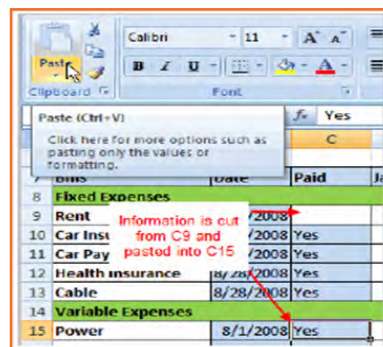 Calibri 11 A A
Paste B I U A
Clipboard Font
Paste (Ctrl+V)
Click here for more options such as
pasting only the values or
formatting.
fx Yes
C
Bills Date Paid
8 Fixed Expenses
9 Rent /2008
10 Car Insu /2008 Yes
11 Car Pay /2008 Yes
12 Health insurance 8/28/2008 Yes
13 Cable 8/28/2008 Yes
14 Variable Expenses
15 Power 8/1/2008 Yes
Information is cut
from C9 and
pasted into C15